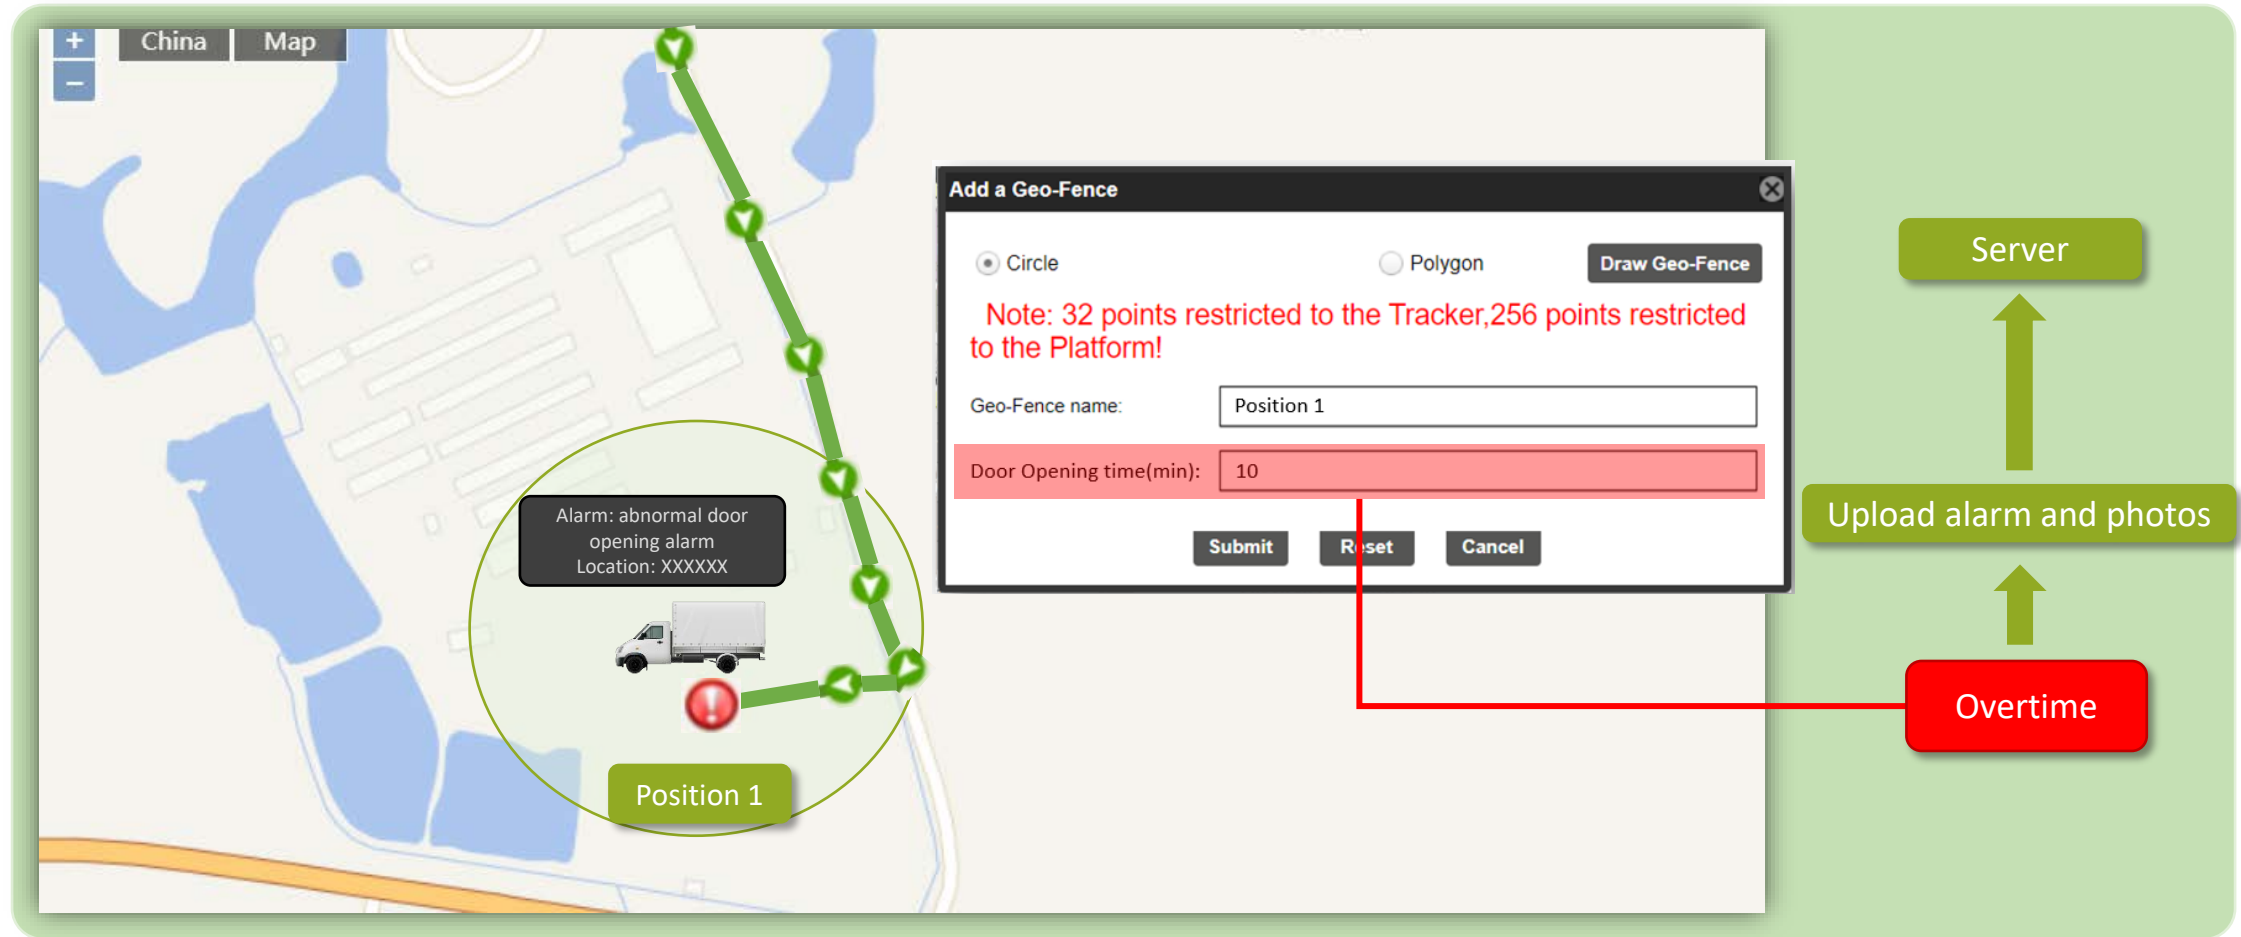 +
China
Map
−
Add a Geo-Fence
Circle
Polygon
Draw Geo-Fence
Note: 32 points restricted to the Tracker,256 points restricted
to the Platform!
Geo-Fence name:
Position 1
Door Opening time(min):
10
Submit
Reset
Cancel
Alarm: abnormal door
opening alarm
Location: XXXXXX
Position 1
Server
Upload alarm and photos
Overtime